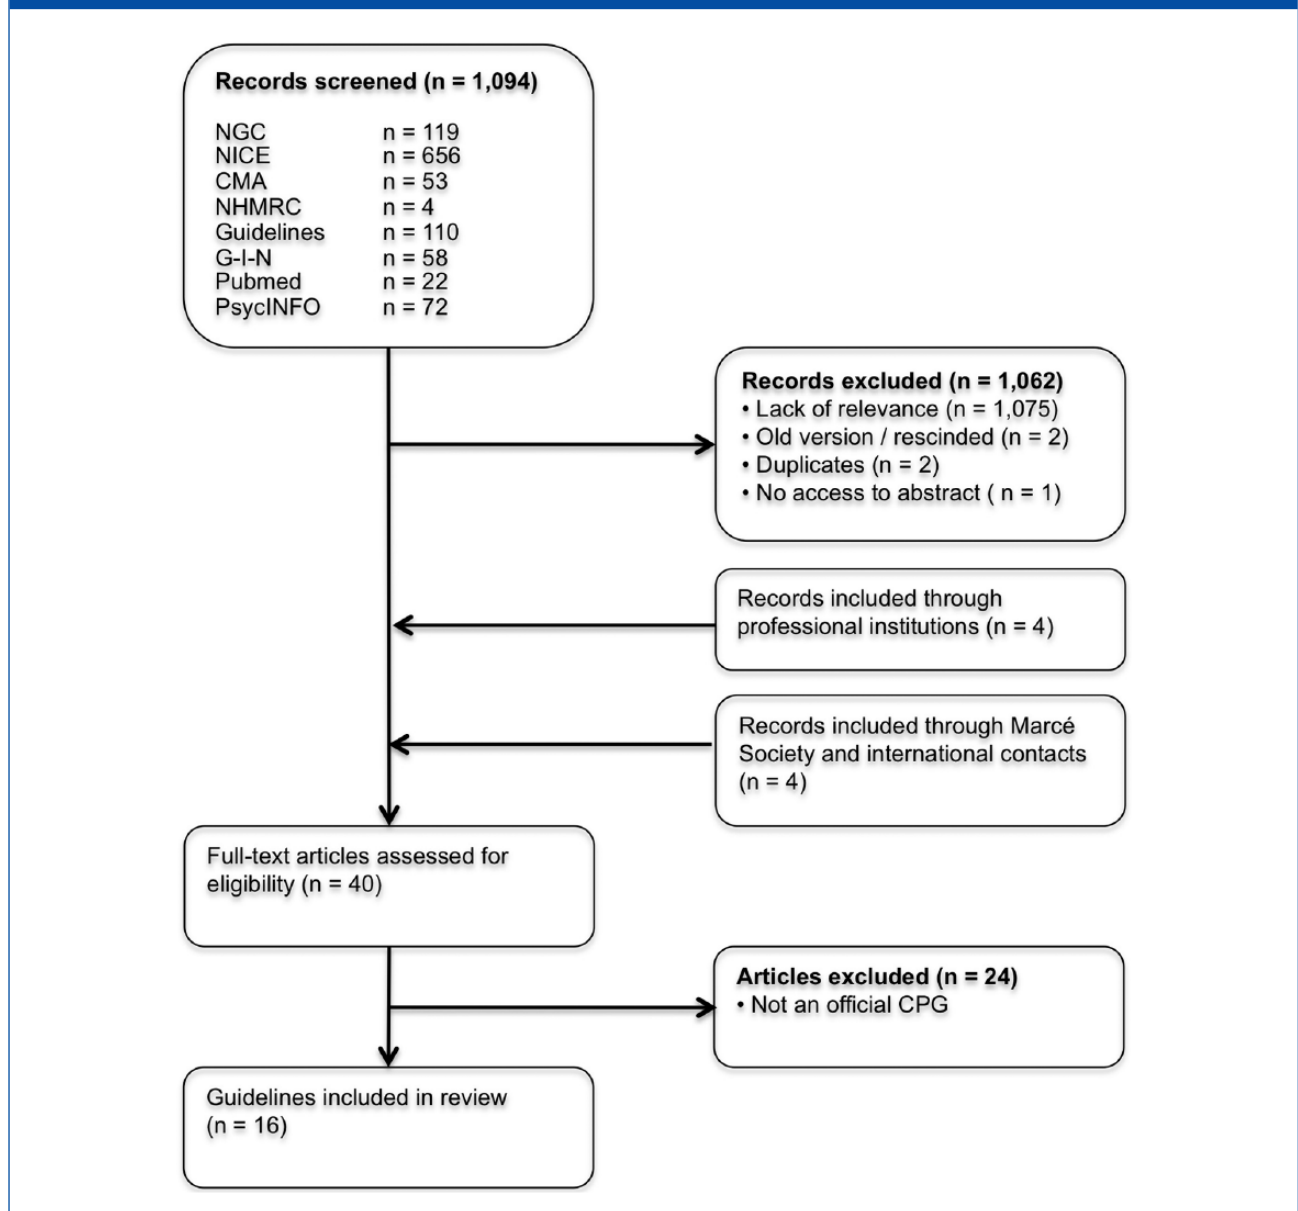 Records screened (n = 1,094)
NGC n = 119
NICE n = 656
CMA n = 53
NHMRC n = 4
Guidelines n = 110
G-I-N n = 58
Pubmed n = 22
PsycINFO n = 72
Records excluded (n = 1,062)
• Lack of relevance (n = 1,075)
• Old version / rescinded (n = 2)
• Duplicates (n = 2)
• No access to abstract ( n = 1)
Records included through
professional institutions (n = 4)
Records included through Marcé
Society and international contacts
(n = 4)
Full-text articles assessed for
eligibility (n = 40)
Articles excluded (n = 24)
• Not an official CPG
Guidelines included in review
(n = 16)